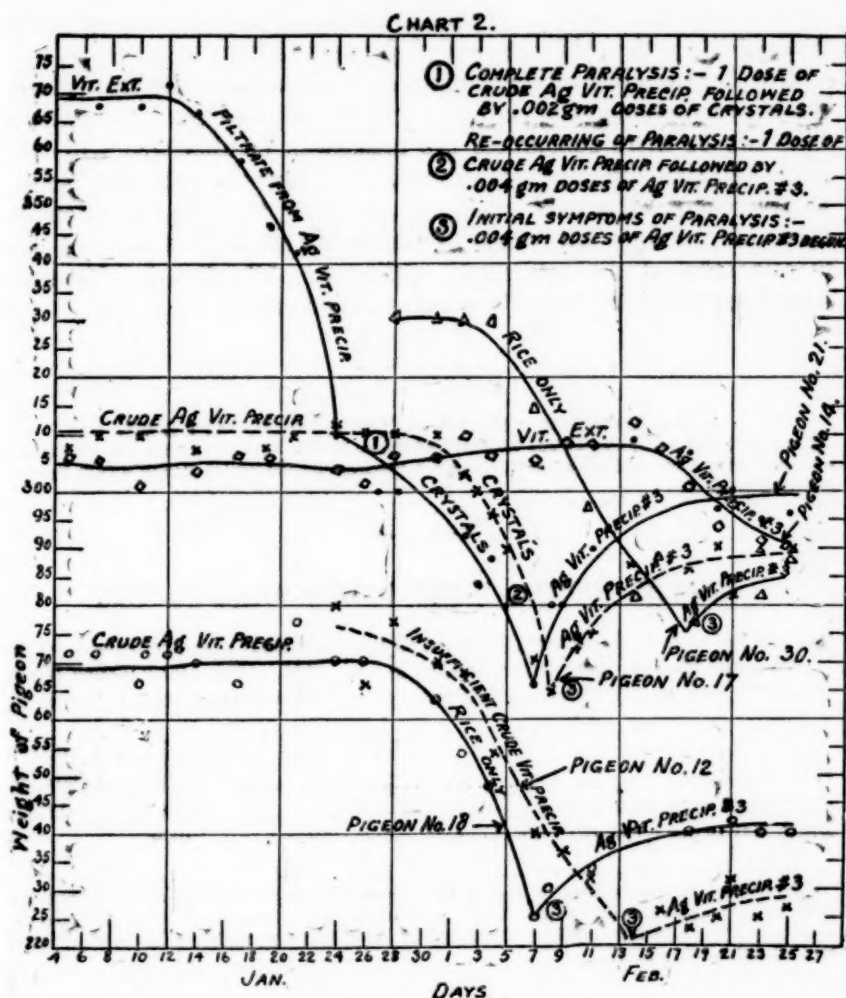 CHART 2.
① COMPLETE PARALYSIS:- 1 DOSE OF
CRUDE Ag VIT. PRECIP. FOLLOWED
BY .002 gm DOSES OF CRYSTALS.
RE-OCCURRING OF PARALYSIS:- 1 DOSE OF
② CRUDE Ag VIT. PRECIP. FOLLOWED BY
.004 gm DOSES OF Ag VIT. PRECIP. #3.
③ INITIAL SYMPTOMS OF PARALYSIS:-
.004 gm DOSES OF Ag VIT. PRECIP #3 BEGUN
VIT. EXT.
FILTRATE FROM Ag VIT. PRECIP.
RICE ONLY
CRUDE Ag VIT. PRECIP.
①
VIT. EXT.
Ag VIT. PRECIP. #3
PIGEON No. 21.
PIGEON No. 14.
CRYSTALS
CRYSTALS
②
Ag VIT. PRECIP #3
Ag VIT. PRECIP. #3
Ag VIT. PRECIP. #3
③
PIGEON No. 30.
③
PIGEON No. 17
CRUDE Ag VIT. PRECIP.
INSUFFICIENT CRUDE VIT. PRECIP.
RICE ONLY
PIGEON No. 12
PIGEON No. 18
Ag VIT. PRECIP. #3
③
③
Ag VIT. PRECIP #3
Weight of Pigeon
75
70
65
60
55
50
45
40
35
30
25
20
15
10
5
300
95
90
85
80
75
70
65
60
55
50
45
40
35
30
25
220
4 6 8 10 12 14 16 18 20 22 24 26 28 30 1 3 5 7 9 11 13 15 17 19 21 23 25 27
JAN. FEB.
DAYS